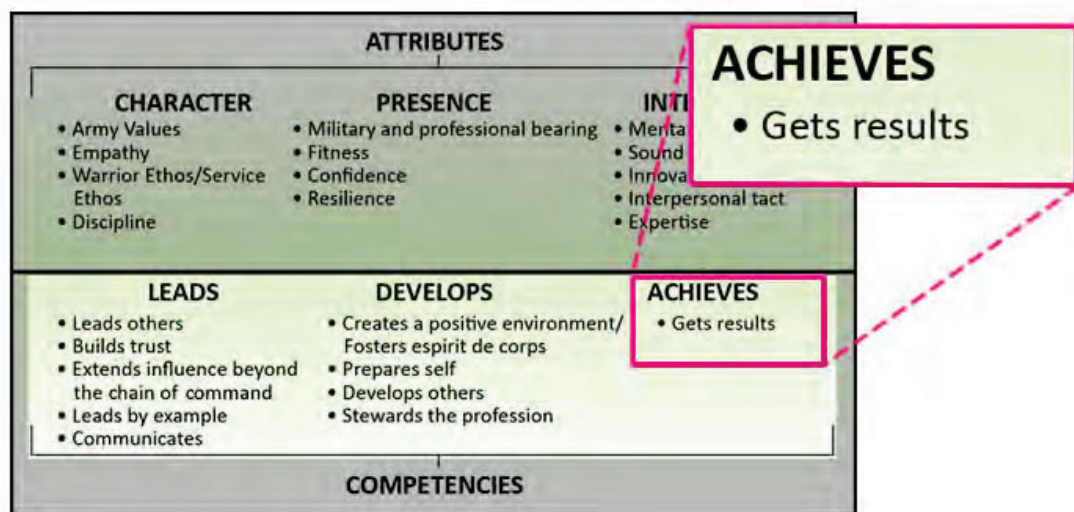 ATTRIBUTES
CHARACTER
• Army Values
• Empathy
• Warrior Ethos/Service
Ethos
• Discipline
PRESENCE
• Military and professional bearing
• Fitness
• Confidence
• Resilience
• Sound
• Interpersonal tact
• Expertise
ACHIEVES
• Gets results
LEADS
• Leads others
• Builds trust
• Extends influence beyond
the chain of command
• Leads by example
• Communicates
DEVELOPS
• Creates a positive environment/
Fosters espirit de corps
• Prepares self
• Develops others
• Stewards the profession
ACHIEVES
• Gets results
COMPETENCIES